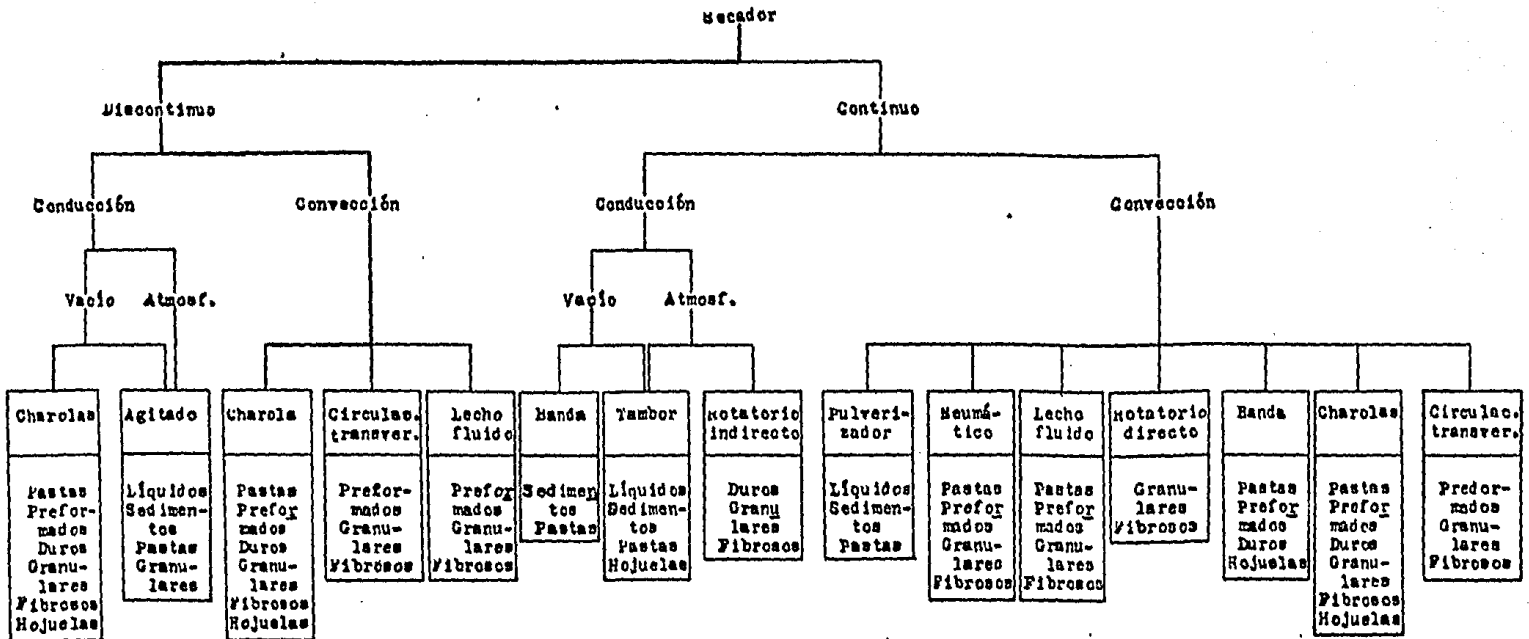 Secador
Discontinuo
Continuo
Conducción
Convección
Conducción
Convección
Vacío
Atmosf.
Vacío
Atmosf.
Charolas
Pastas
Prefor-
mados
Duros
Granu-
lares
Fibrosos
Hojuelas
Agitado
Líquidos
Sedimen-
tos
Pastas
Granu-
lares
Charola
Pastas
Prefor
mados
Duros
Granu-
lares
Fibrosos
Hojuelas
Circulac.
transver.
Prefor-
mados
Granu-
lares
Fibrosos
Lecho
fluido
Prefor
mados
Granu-
lares
Fibrosos
Banda
Sedimen
tos
Pastas
Tambor
Líquidos
Sedimen-
tos
Pastas
Hojuelas
Rotatorio
indirecto
Duros
Granu
lares
Fibrosos
Pulveri-
zador
Líquidos
Sedimen-
tos
Pastas
Neumá-
tico
Pastas
Prefor
mados
Granu-
lares
Fibrosos
Lecho
fluido
Pastas
Prefor
mados
Granu-
lares
Fibrosos
Rotatorio
directo
Granu-
lares
Fibrosos
Banda
Pastas
Prefor
mados
Duros
Hojuelas
Charolas
Pastas
Prefor
mados
Duros
Granu-
lares
Fibrosos
Hojuelas
Circulac.
transver.
Predor-
mados
Granu-
lares
Fibrosos